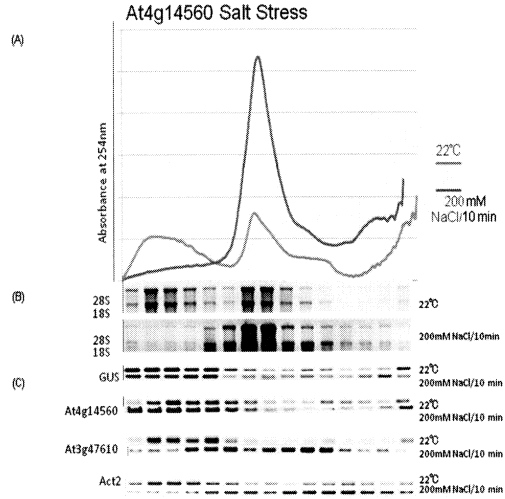 At4g14560 Salt Stress
(A)
Absorbance at 254nm
22°C
200 mM
NaCl/10 min
(B)
28S
18S
22°C
28S
18S
200mM NaCl/10min
(C)
GUS
22°C
200mM NaCl/10 min
At4g14560
22°C
200mM NaCl/10 min
At3g47610
22°C
200mM NaCl/10 min
Act2
22°C
200mM NaCl/10 min